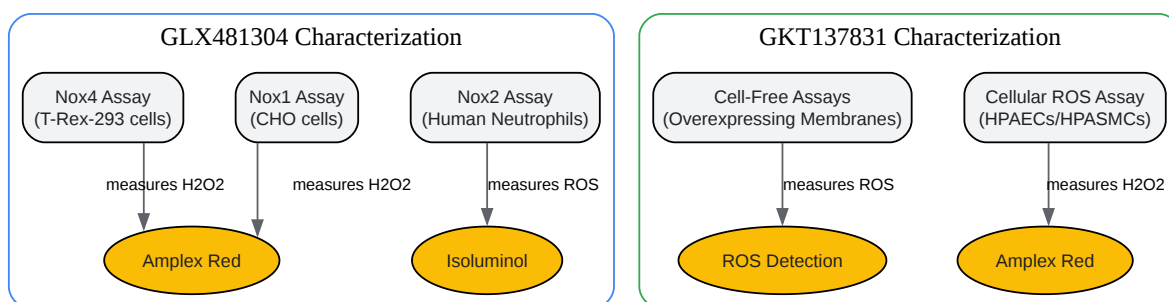 GLX481304 Characterization
GKT137831 Characterization
Nox4 Assay
(T-Rex-293 cells)
Nox1 Assay
(CHO cells)
Nox2 Assay
(Human Neutrophils)
Cell-Free Assays
(Overexpressing Membranes)
Cellular ROS Assay
(HPAECs/HPASMCs)
measures H2O2
measures H2O2
measures ROS
measures ROS
measures H2O2
Amplex Red
Isoluminol
ROS Detection
Amplex Red